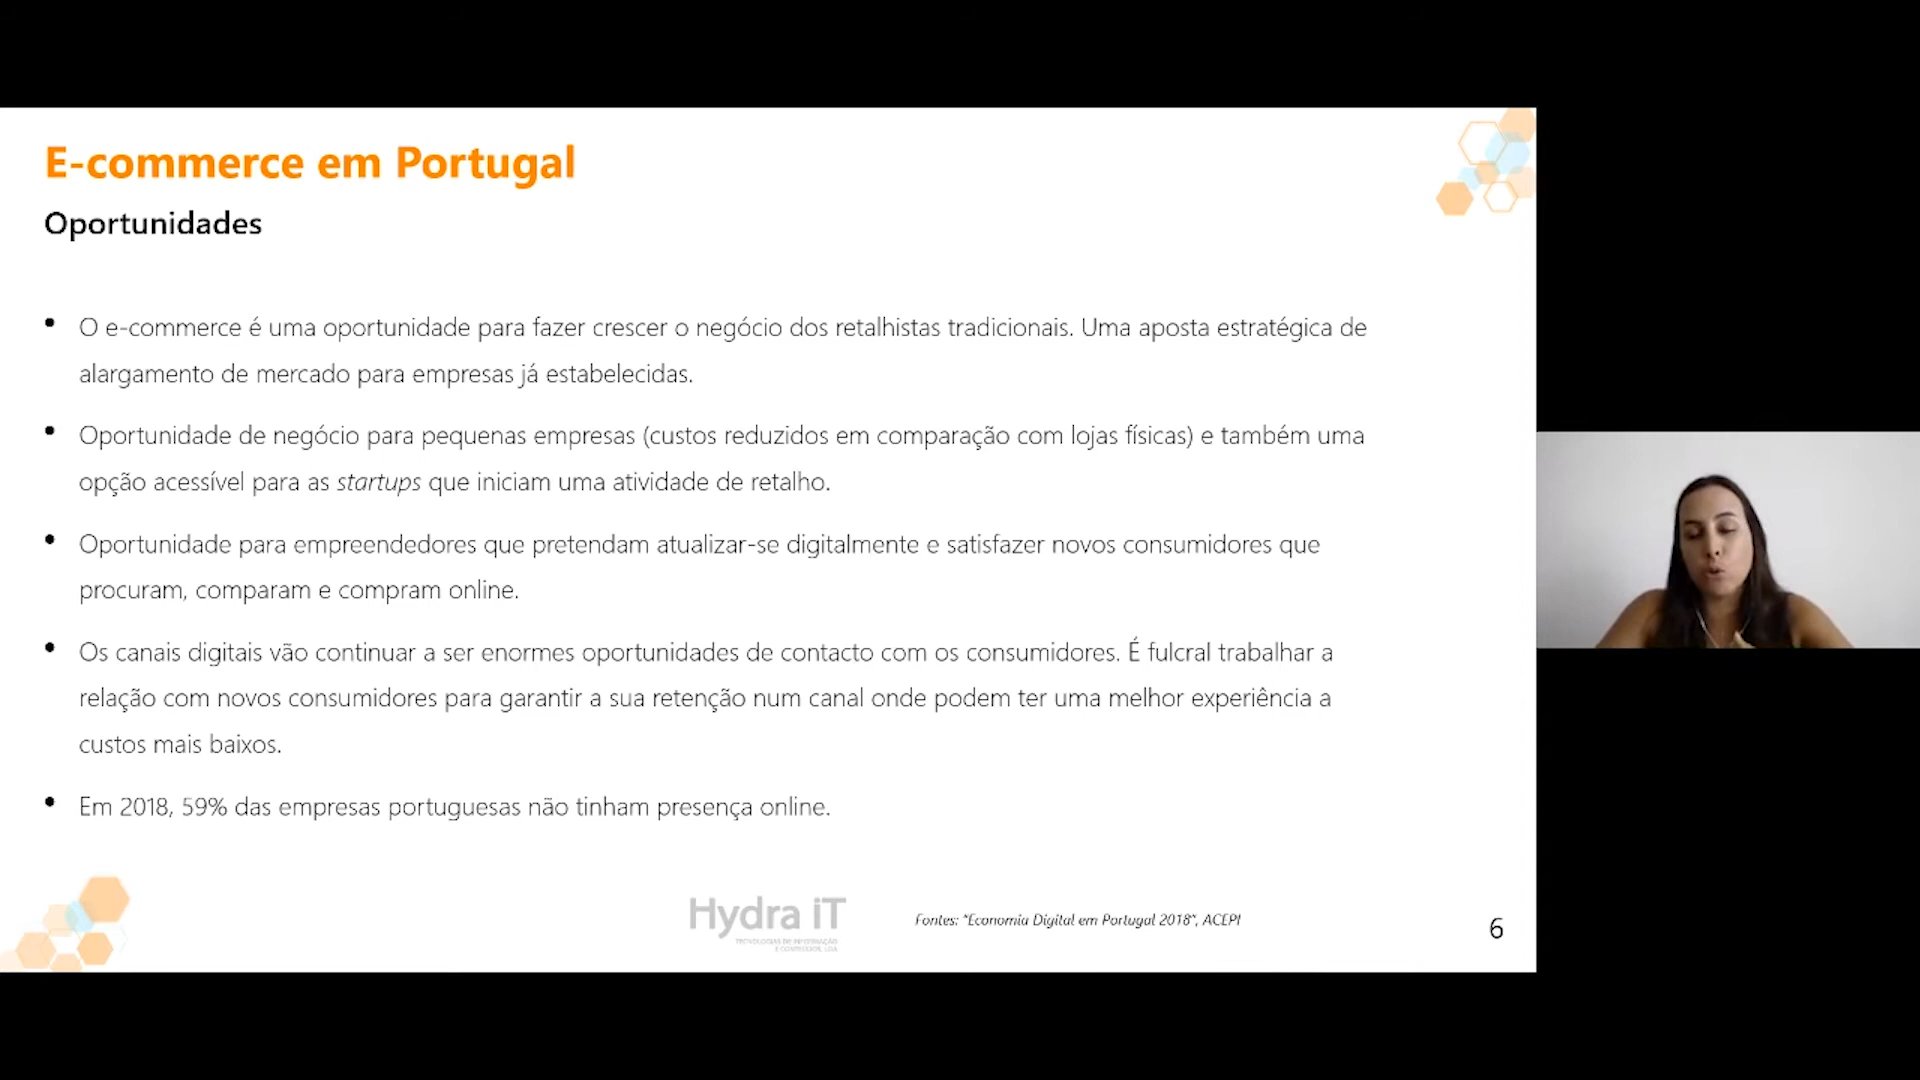 E-commerce em Portugal
Oportunidades
• O e-commerce é uma oportunidade para fazer crescer o negócio dos retalhistas tradicionais. Uma aposta estratégica de
alargamento de mercado para empresas já estabelecidas.
• Oportunidade de negócio para pequenas empresas (custos reduzidos em comparação com lojas físicas) e também uma
opção acessível para as startups que iniciam uma atividade de retalho.
• Oportunidade para empreendedores que pretendam atualizar-se digitalmente e satisfazer novos consumidores que
procuram, comparam e compram online.
• Os canais digitais vão continuar a ser enormes oportunidades de contacto com os consumidores. É fulcral trabalhar a
relação com novos consumidores para garantir a sua retenção num canal onde podem ter uma melhor experiência a
custos mais baixos.
• Em 2018, 59% das empresas portuguesas não tinham presença online.
Hydra iT
TECNOLOGIAS DE INFORMAÇÃO
E CONTEÚDOS, LDA
Fontes: "Economia Digital em Portugal 2018", ACEPI
6